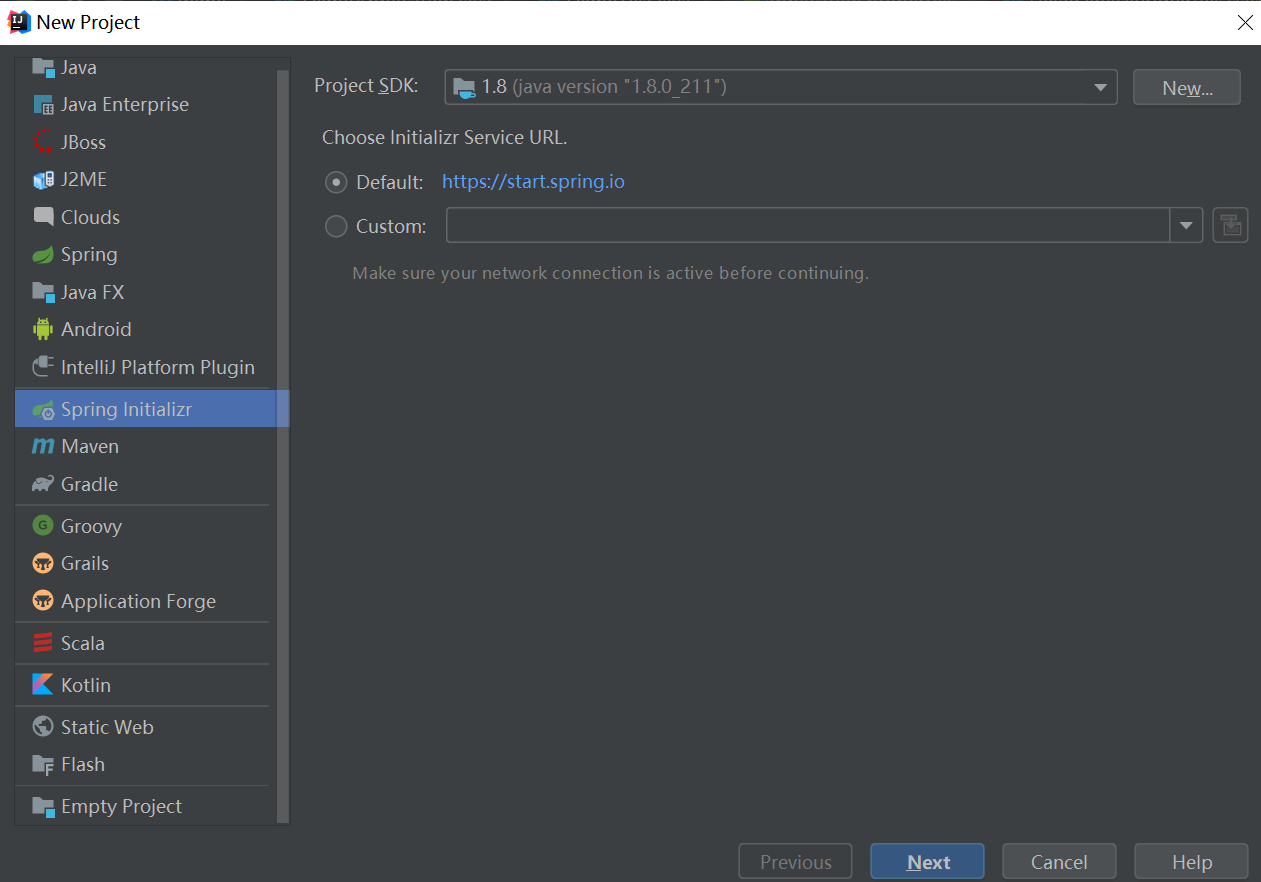 New Project
Java
Java Enterprise
JBoss
J2ME
Clouds
Spring
Java FX
Android
IntelliJ Platform Plugin
Spring Initializr
Maven
Gradle
Groovy
Grails
Application Forge
Scala
Kotlin
Static Web
Flash
Empty Project
Project SDK: 1.8 (java version "1.8.0_211") New...
Choose Initializr Service URL.
Default: https://start.spring.io
Custom:
Make sure your network connection is active before continuing.
Previous Next Cancel Help